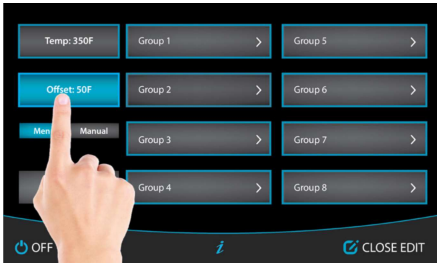 Temp: 350F
Group 1 >
Group 5 >
Offset: 50F
Group 2 >
Group 6 >
Manual
Group 3 >
Group 7 >
Group 4 >
Group 8 >
OFF
i
CLOSE EDIT